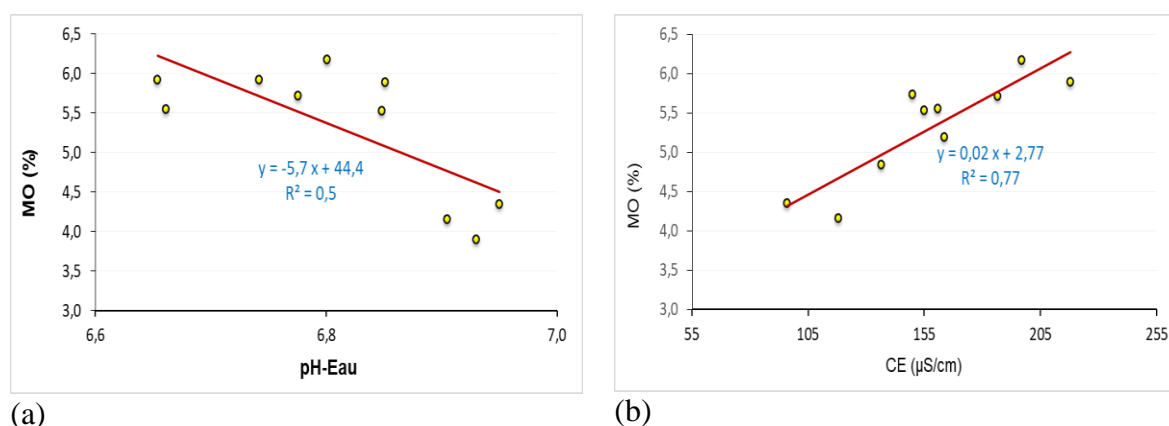 6,5
6,0
5,5
5,0
4,5
4,0
3,5
3,0
MO (%)
y = -5,7 x + 44,4
R² = 0,5
6,6 6,8 7,0
pH-Eau
(a)
6,5
6,0
5,5
5,0
4,5
4,0
3,5
3,0
MO (%)
y = 0,02 x + 2,77
R² = 0,77
55 105 155 205 255
CE (µS/cm)
(b)